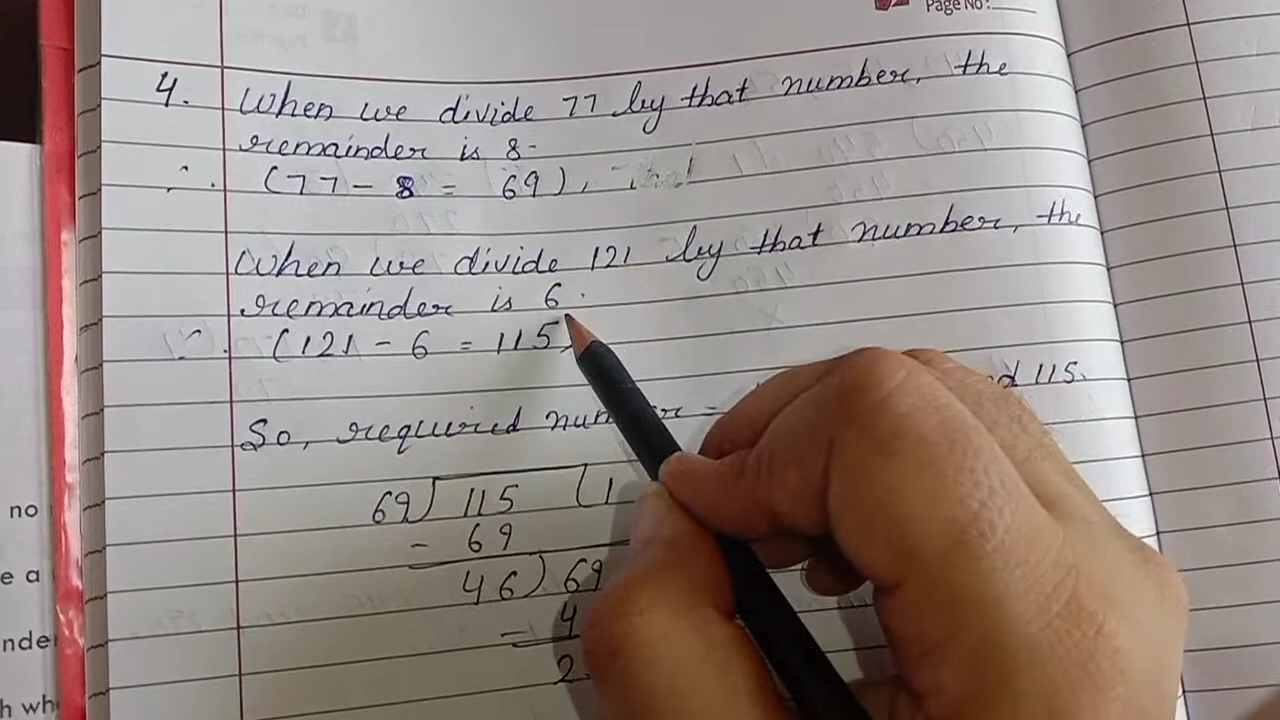 Page No:
4. When we divide 77 by that number, the
remainder is 8.
∴ (77 - 8 = 69),
When we divide 121 by that number, the
remainder is 6.
∴ (121 - 6 = 115
So, required = 115.
69) 115 (1
- 69
46) 69
- 4
2
no
e a
h wh